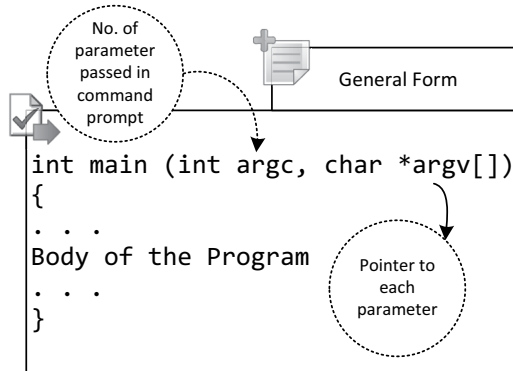 No. of
parameter
passed in
command
prompt
General Form
int main (int argc, char *argv[])
{
. . .
Body of the Program
. . .
}
Pointer to
each
parameter